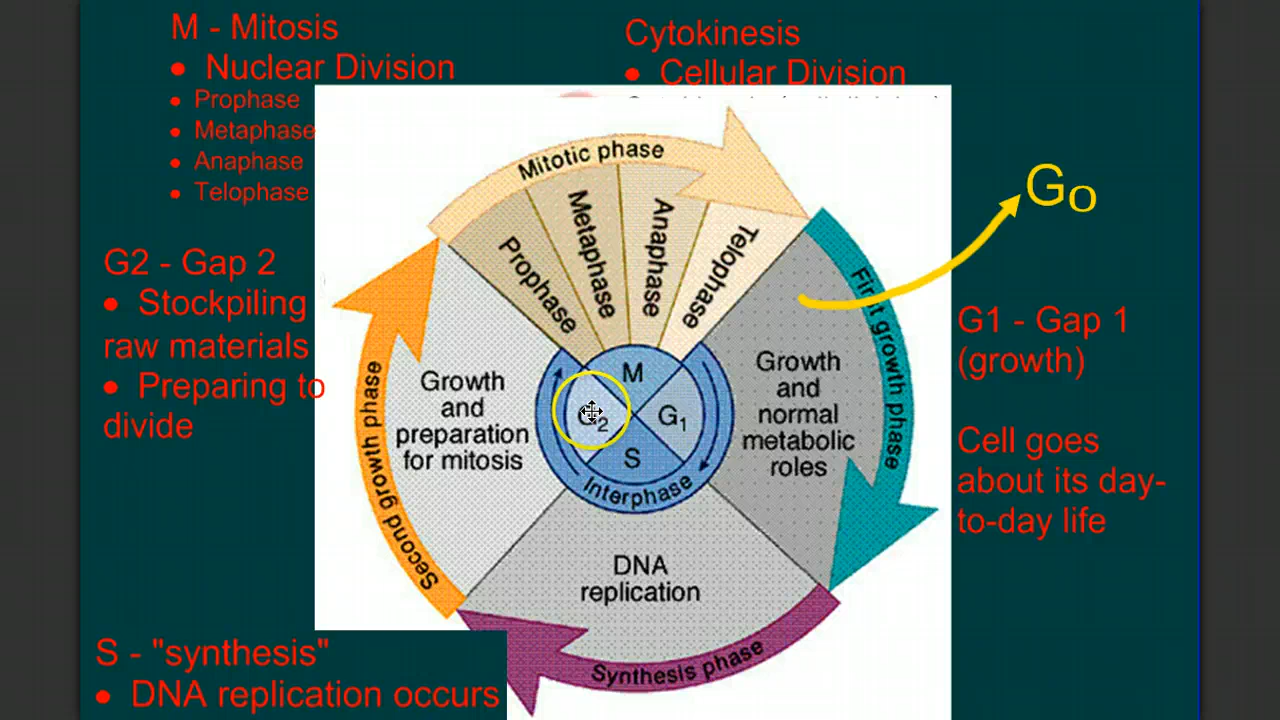 M - Mitosis
• Nuclear Division
• Prophase
• Metaphase
• Anaphase
• Telophase
Cytokinesis
• Cellular Division
Mitotic phase
Prophase
Metaphase
Anaphase
Telophase
G0
First growth phase
G1 - Gap 1
(growth)
Cell goes
about its day-
to-day life
G2 - Gap 2
• Stockpiling
raw materials
• Preparing to
divide
Second growth phase
Growth
and
preparation
for mitosis
M
G2
G1
S
Interphase
Growth
and
normal
metabolic
roles
DNA
replication
Synthesis phase
S - "synthesis"
• DNA replication occurs